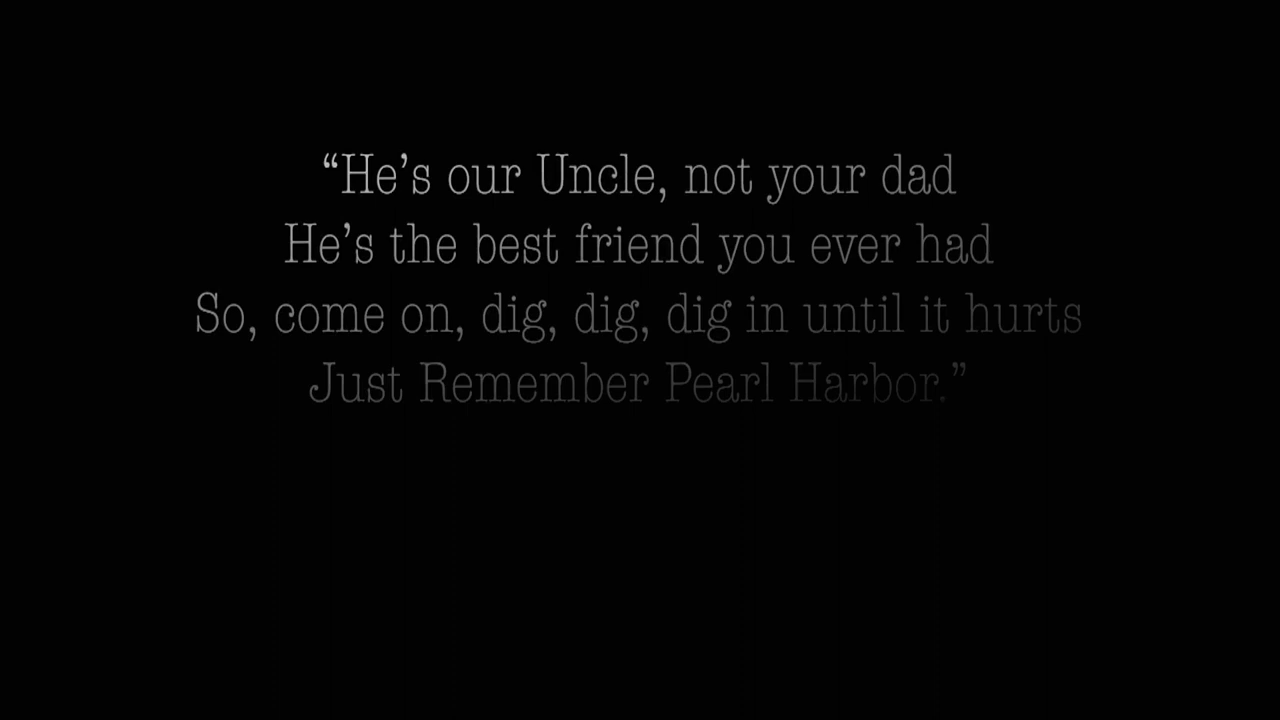 “He’s our Uncle, not your dad
He’s the best friend you ever had
So, come on, dig, dig, dig in until it hurts
Just Remember Pearl Harbor.”